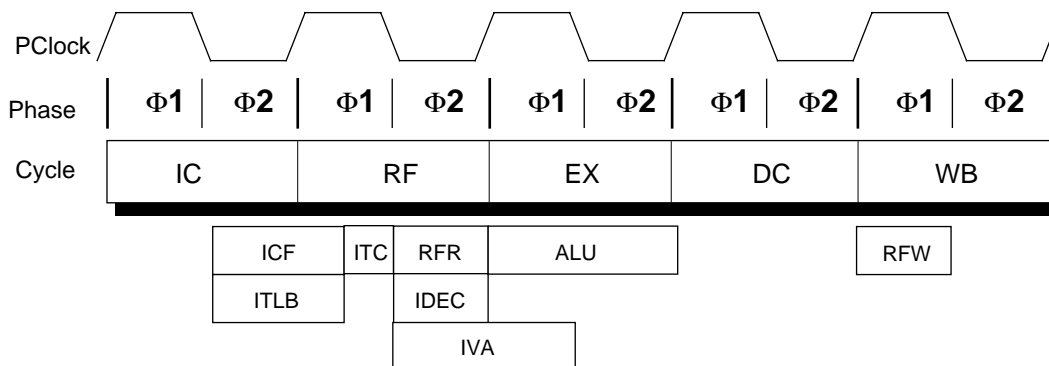 PClock
Phase Φ1 Φ2 Φ1 Φ2 Φ1 Φ2 Φ1 Φ2 Φ1 Φ2
Cycle IC RF EX DC WB
ICF ITC RFR ALU RFW
ITLB IDEC
IVA